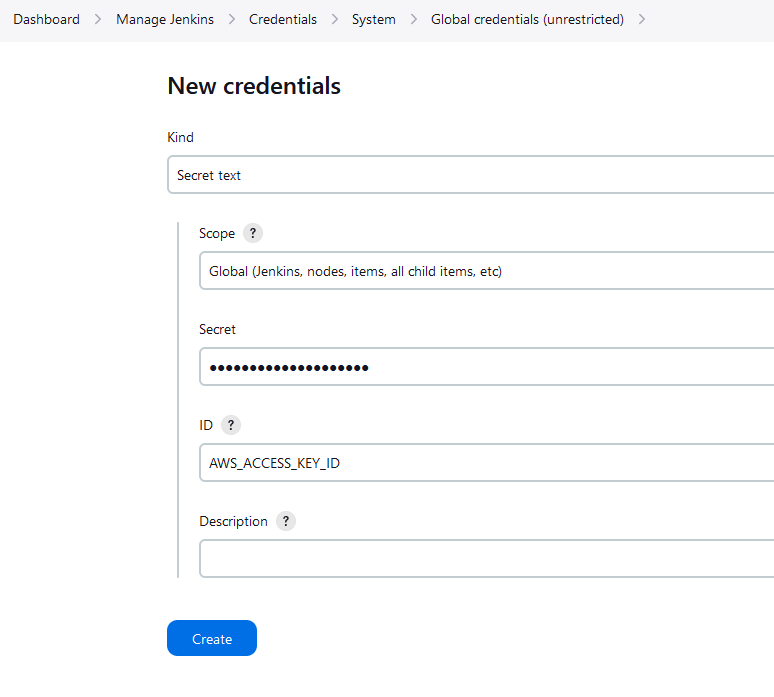 Dashboard > Manage Jenkins > Credentials > System > Global credentials (unrestricted) >
New credentials
Kind
Secret text
Scope ?
Global (Jenkins, nodes, items, all child items, etc)
Secret
••••••••••••••••••••
ID ?
AWS_ACCESS_KEY_ID
Description ?
Create